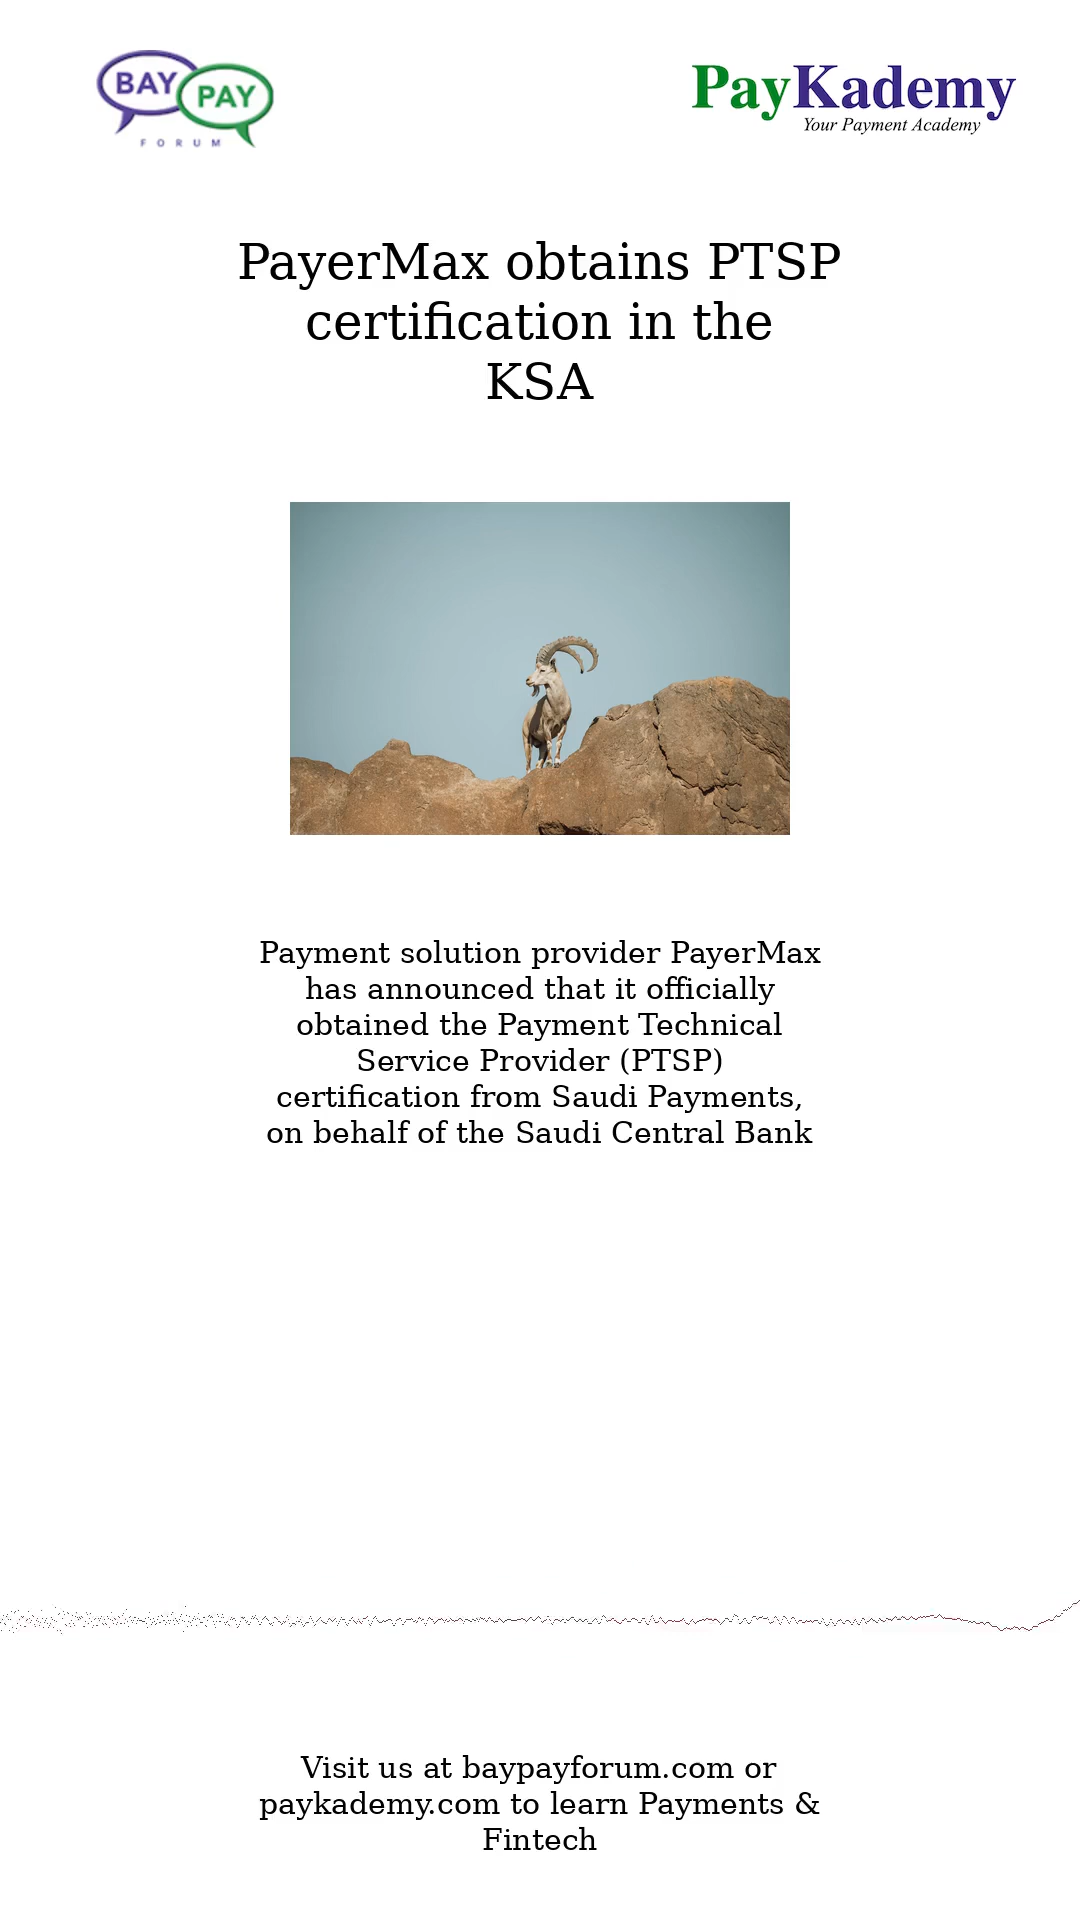 BAY PAY
FORUM
PayKademy
Your Payment Academy
PayerMax obtains PTSP
certification in the
KSA
Payment solution provider PayerMax
has announced that it officially
obtained the Payment Technical
Service Provider (PTSP)
certification from Saudi Payments,
on behalf of the Saudi Central Bank
Visit us at baypayforum.com or
paykademy.com to learn Payments &
Fintech